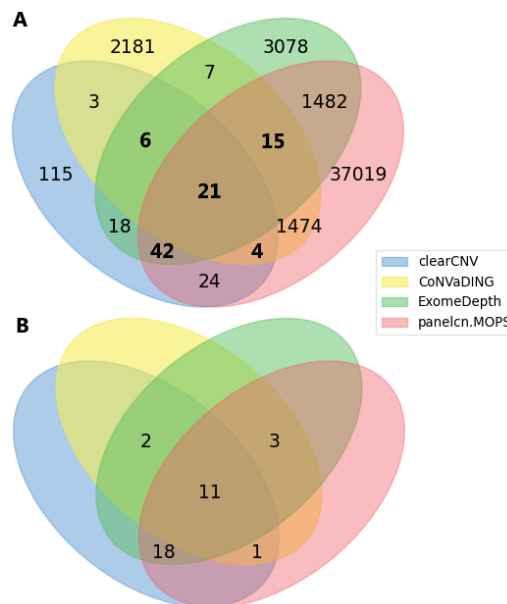 A
2181 3078
7
3 1482
6 15
115 37019
21
18 1474
42 4
24
clearCNV
CoNVaDING
ExomeDepth
panelcn.MOPS
B
2 3
11
18 1